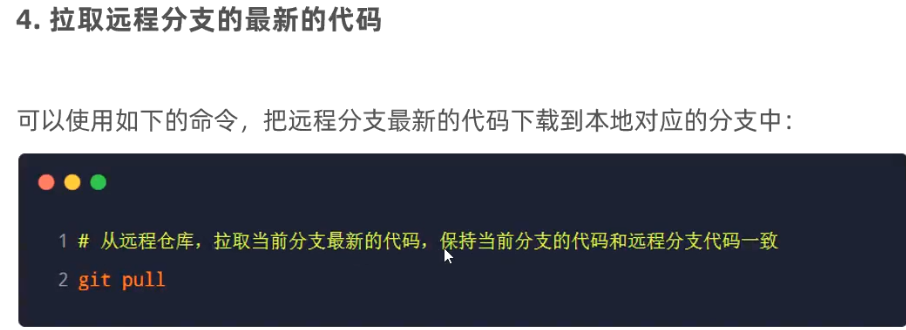 4. 拉取远程分支的最新的代码
可以使用如下的命令，把远程分支最新的代码下载到本地对应的分支中：
1 # 从远程仓库，拉取当前分支最新的代码，保持当前分支的代码和远程分支代码一致
2 git pull